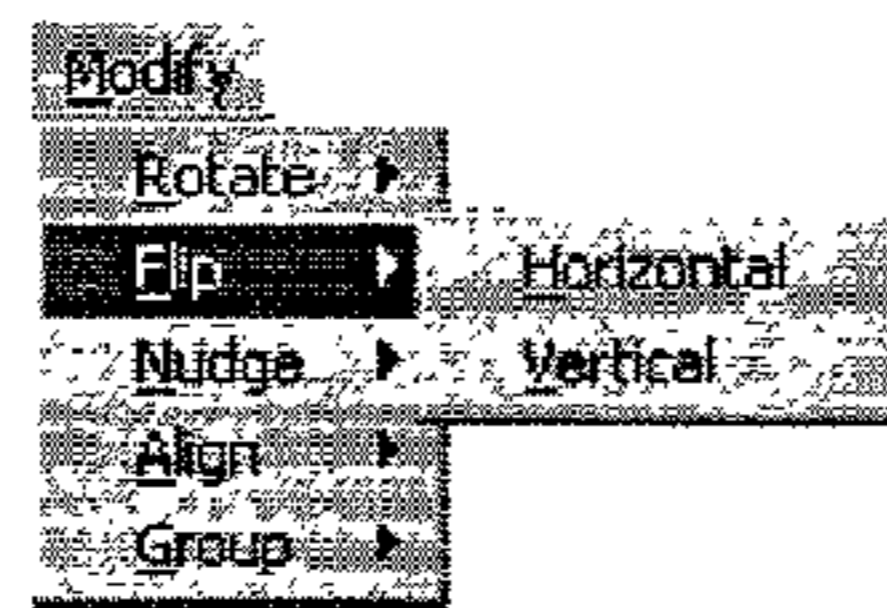 Modify
Rotate
Flip
Horizontal
Nudge
Vertical
Align
Group